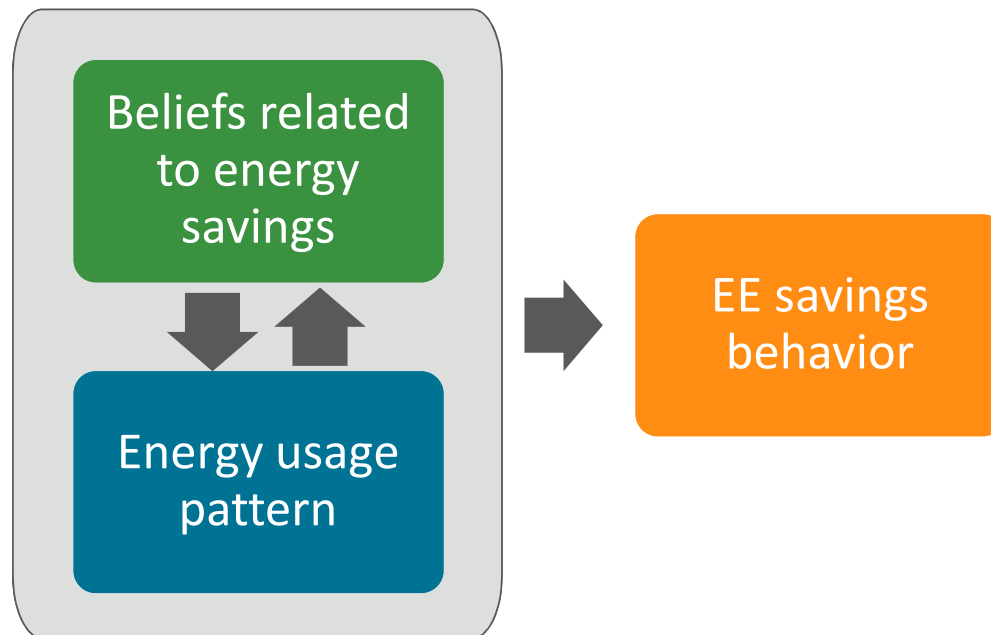 Beliefs related
to energy
savings
Energy usage
pattern
EE savings
behavior